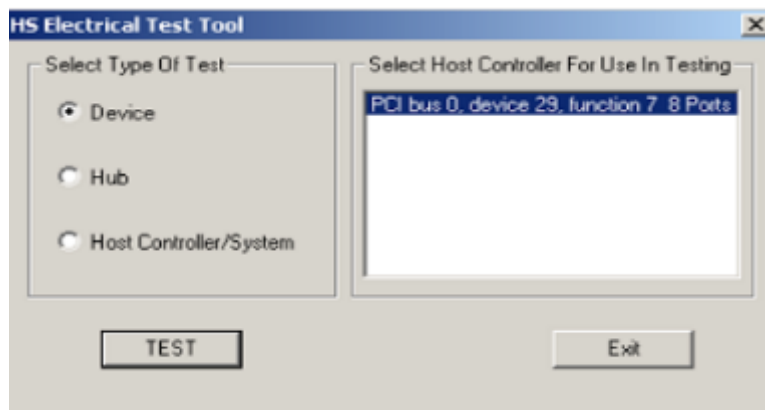 HS Electrical Test Tool
Select Type Of Test
Device
Hub
Host Controller/System
Select Host Controller For Use In Testing
PCI bus 0, device 29, function 7 8 Ports
TEST
Exit